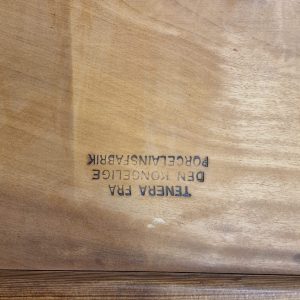 TENERA FRA
DEN KONGELIGE
PORCELAINSFABRIK